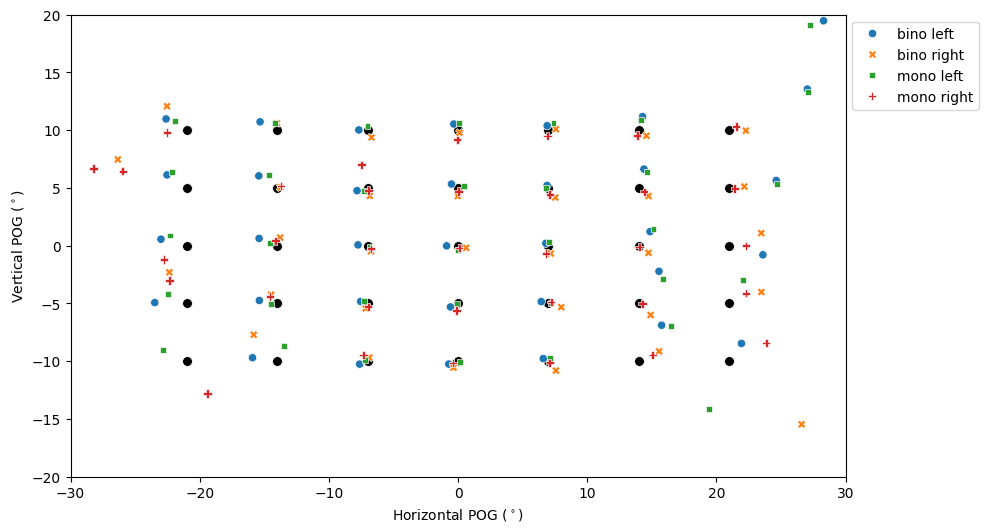 20
15
10
5
0
−5
−10
−15
−20
Vertical POG (°)
−30
−20
−10
0
10
20
30
Horizontal POG (°)
bino left
bino right
mono left
mono right